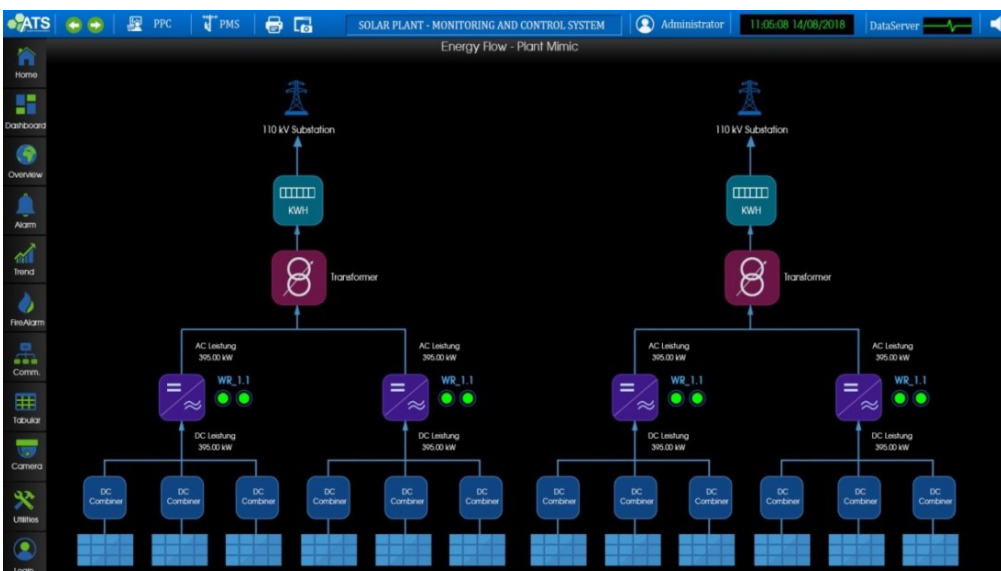 ATS PPC PMS SOLAR PLANT - MONITORING AND CONTROL SYSTEM Administrator 11:05:08 14/08/2018 DataServer
Energy Flow - Plant Mimic
Home
Dashboard
Overview
Alarm
Trend
FireAlarm
Comm.
Tabular
Camera
Utilities
Login
110 kV Substation 110 kV Substation
KWH KWH
Transformer Transformer
AC Leistung AC Leistung AC Leistung AC Leistung
395.00 kW 395.00 kW 395.00 kW 395.00 kW
WR_1.1 WR_1.1 WR_1.1 WR_1.1
DC Leistung DC Leistung DC Leistung DC Leistung
395.00 kW 395.00 kW 395.00 kW 395.00 kW
DC DC DC DC DC DC DC DC DC DC DC DC
Combiner Combiner Combiner Combiner Combiner Combiner Combiner Combiner Combiner Combiner Combiner Combiner